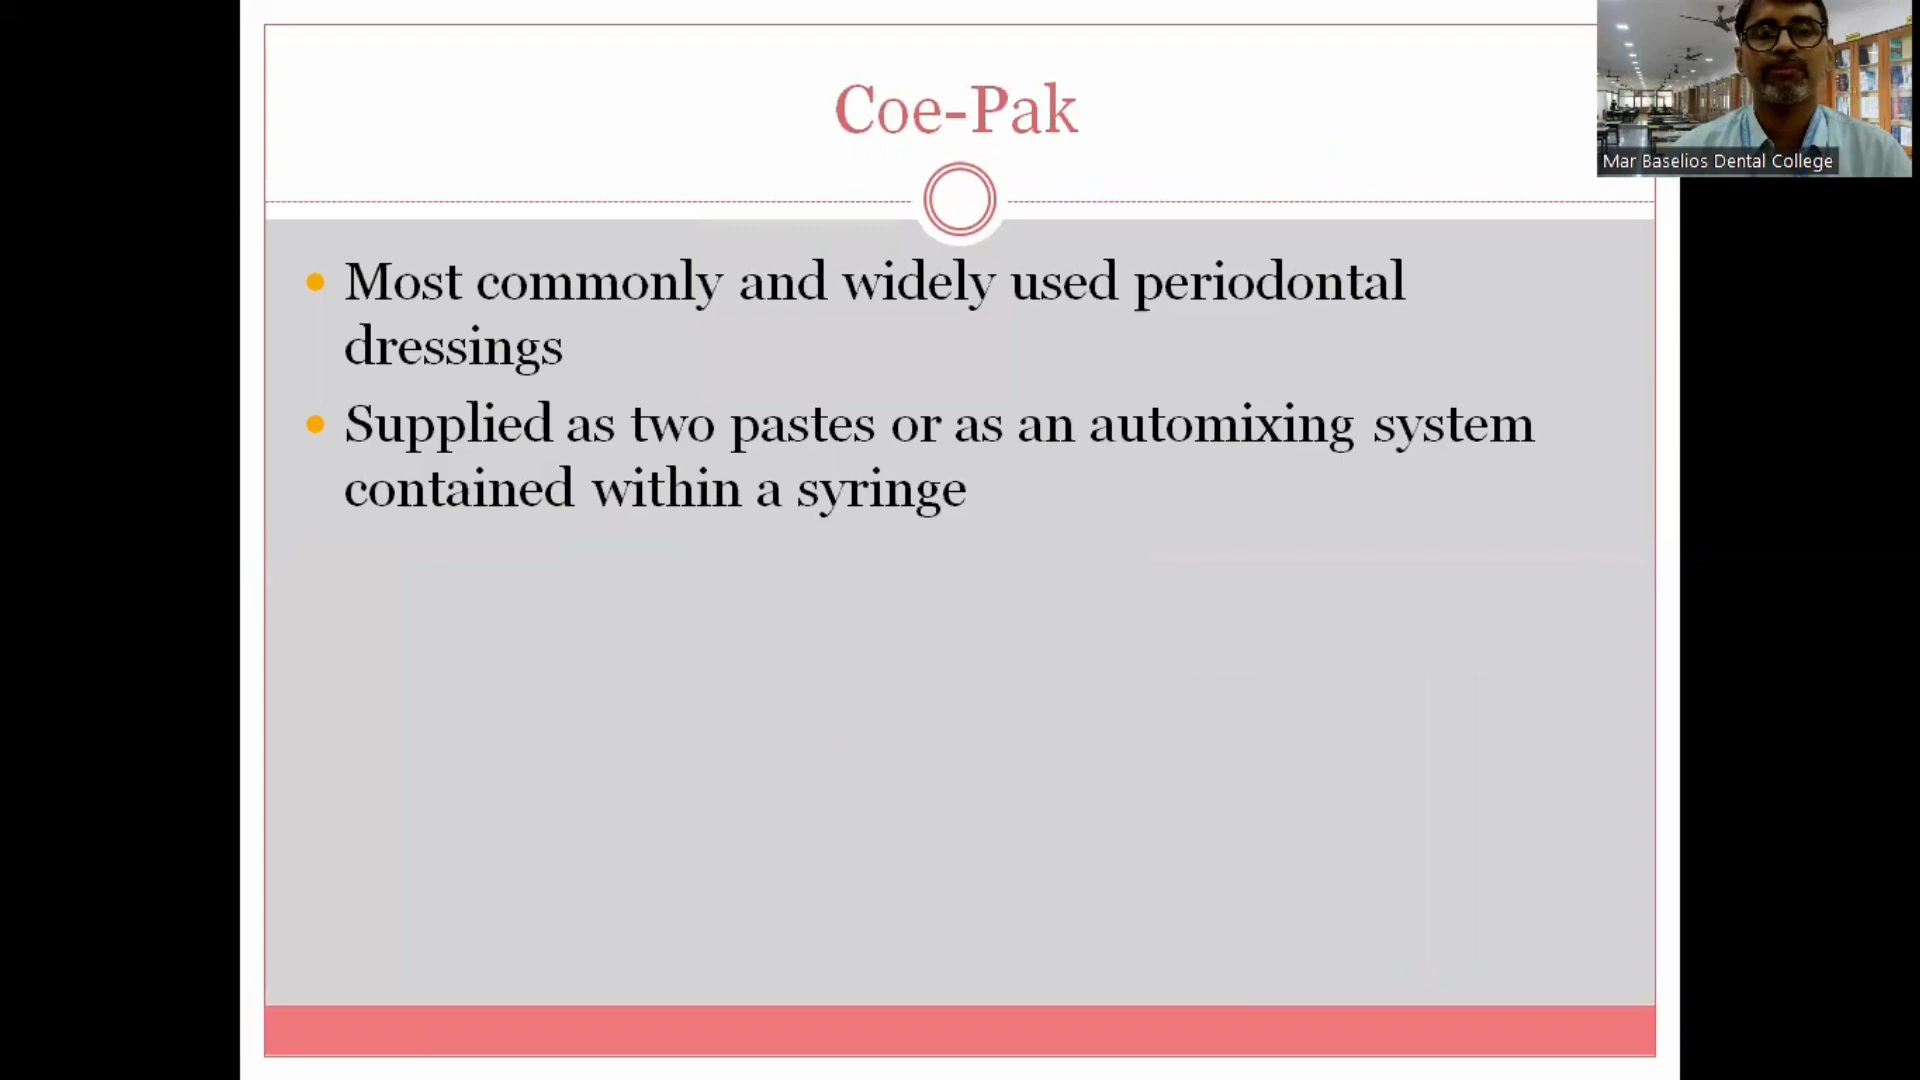 Coe-Pak
Mar Baselios Dental College
• Most commonly and widely used periodontal
dressings
• Supplied as two pastes or as an automixing system
contained within a syringe